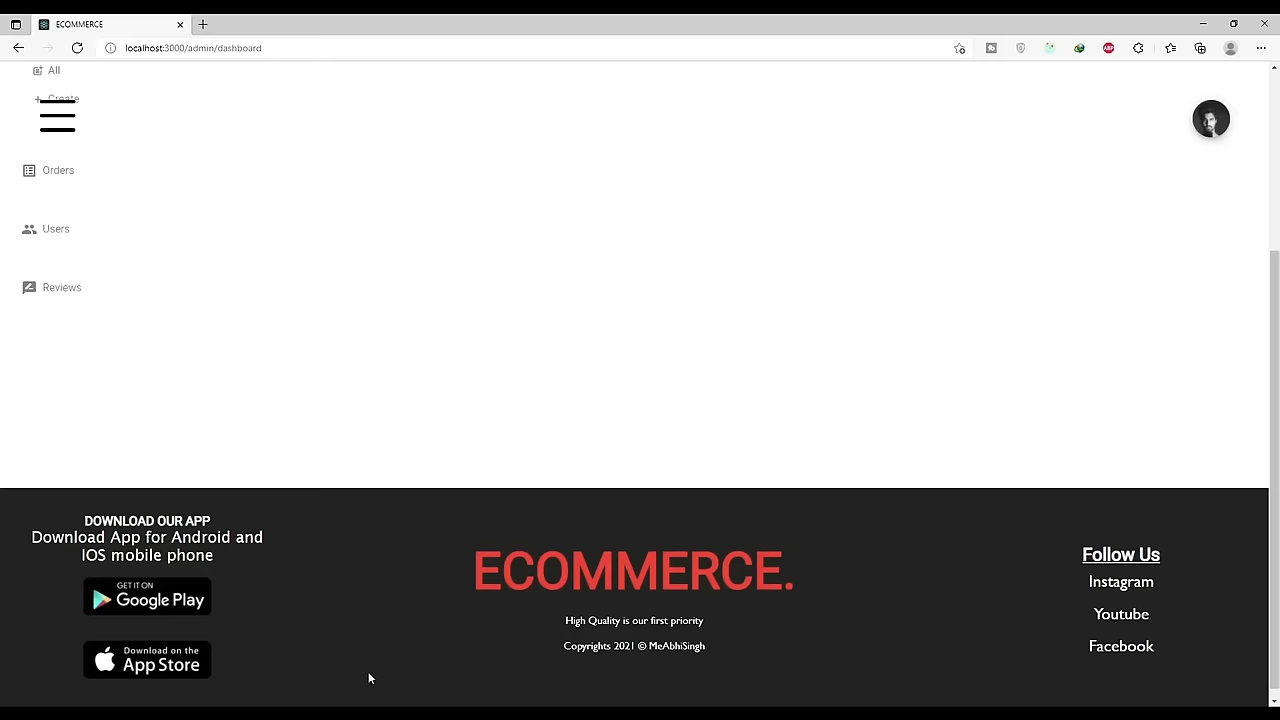 ECOMMERCE
localhost:3000/admin/dashboard
ABP
All
Create
Orders
Users
Reviews
DOWNLOAD OUR APP
Download App for Android and
IOS mobile phone
GET IT ON
Google Play
Download on the
App Store
ECOMMERCE.
High Quality is our first priority
Copyrights 2021 © MeAbhiSingh
Follow Us
Instagram
Youtube
Facebook